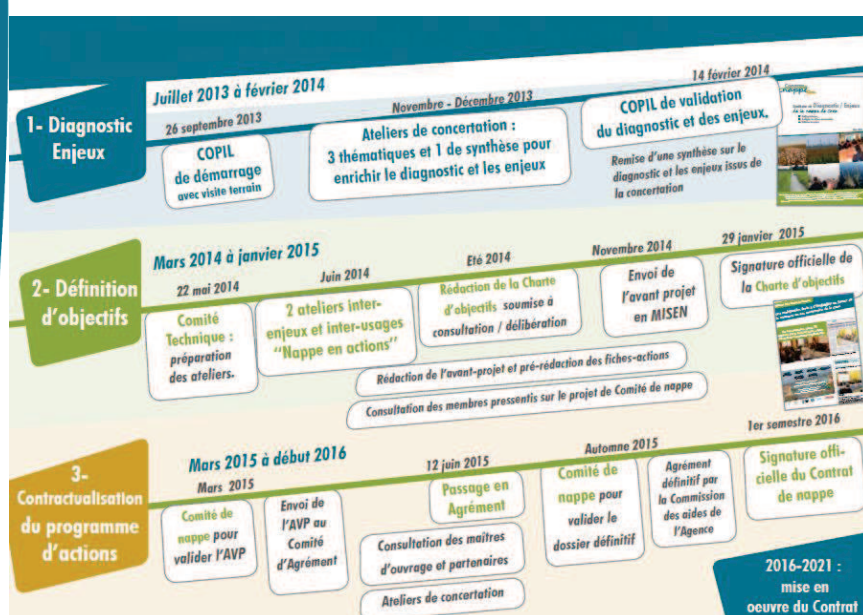 Juillet 2013 à février 2014
1- Diagnostic
Enjeux
26 septembre 2013
COPIL
de démarrage
avec visite terrain
Novembre - Décembre 2013
Ateliers de concertation :
3 thématiques et 1 de synthèse pour
enrichir le diagnostic et les enjeux
14 février 2014
COPIL de validation
du diagnostic et des enjeux.
Remise d'une synthèse sur le
diagnostic et les enjeux issus de
la concertation
Mars 2014 à janvier 2015
2- Définition
d'objectifs
22 mai 2014
Comité
Technique :
préparation
des ateliers.
Juin 2014
2 ateliers inter-
enjeux et inter-usages
"Nappe en actions"
Eté 2014
Rédaction de la Charte
d'objectifs soumise à
consultation / délibération
Novembre 2014
Envoi de
l'avant projet
en MISEN
29 janvier 2015
Signature officielle de
la Charte d'objectifs
Rédaction de l'avant-projet et pré-rédaction des fiches-actions
Consultation des membres pressentis sur le projet de Comité de nappe
Mars 2015 à début 2016
3-
Contractualisation
du programme
d'actions
Mars 2015
Comité de
nappe pour
valider l'AVP
Envoi de
l'AVP au
Comité
d'Agrément
12 juin 2015
Passage en
Agrément
Consultation des maîtres
d'ouvrage et partenaires
Ateliers de concertation
Automne 2015
Comité de
nappe pour
valider le
dossier définitif
Agrément
définitif par
la Commission
des aides de
l'Agence
1er semestre 2016
Signature offi-
cielle du Contrat
de nappe
2016-2021 :
mise en
oeuvre du Contrat